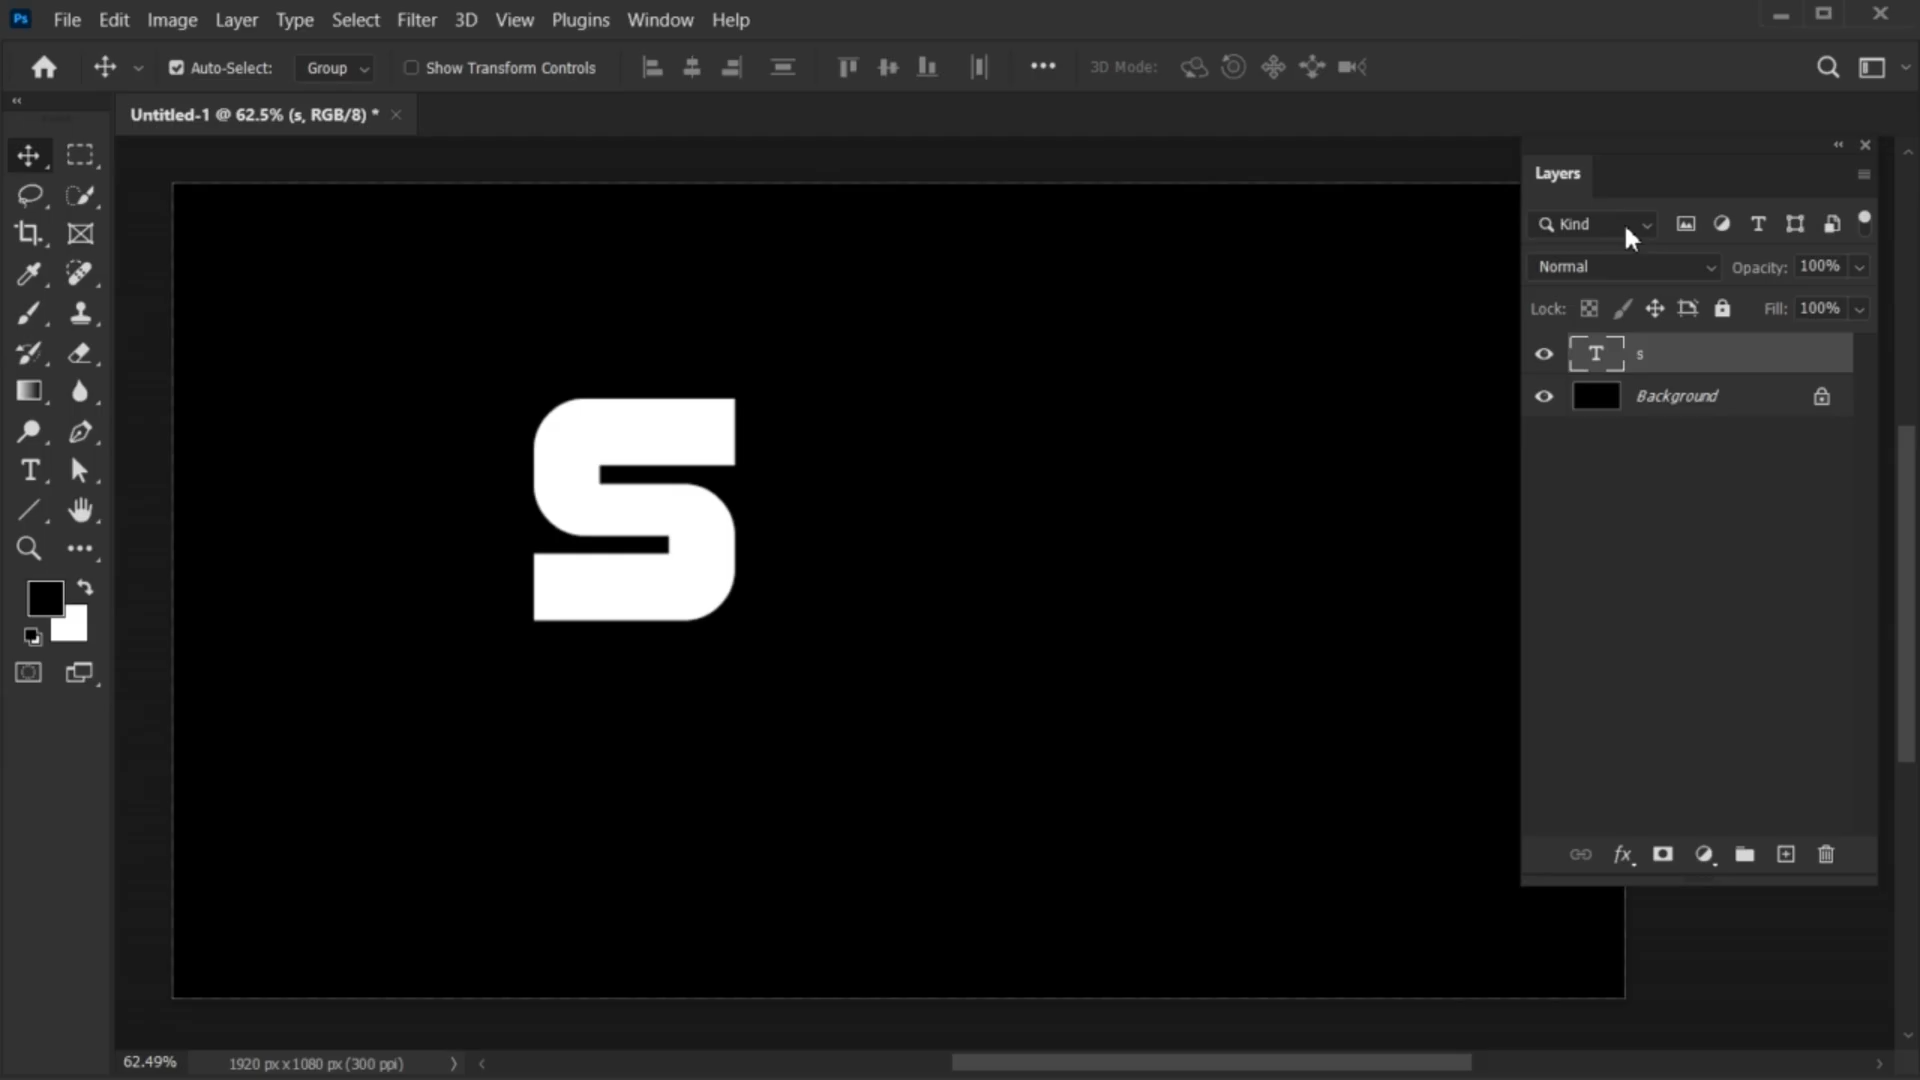 Ps File Edit Image Layer Type Select Filter 3D View Plugins Window Help
Auto-Select: Group Show Transform Controls 3D Mode:
Untitled-1 @ 62.5% (s, RGB/8) *
Layers
Kind
Normal Opacity: 100%
Lock: Fill: 100%
T s
Background
S
fx
62.49% 1920 px x 1080 px (300 ppi)